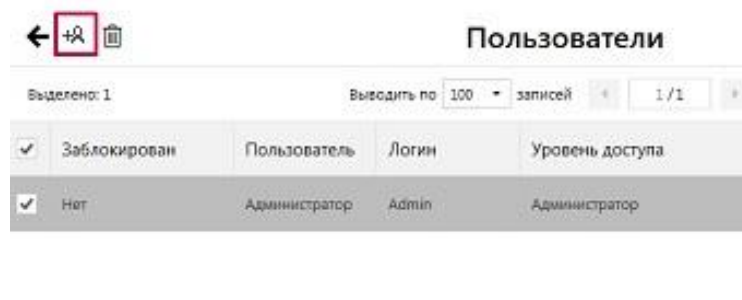 Пользователи
Выделено: 1 Выводить по 100 записей 1 /1
Заблокирован Пользователь Логин Уровень доступа
Нет Администратор Admin Администратор